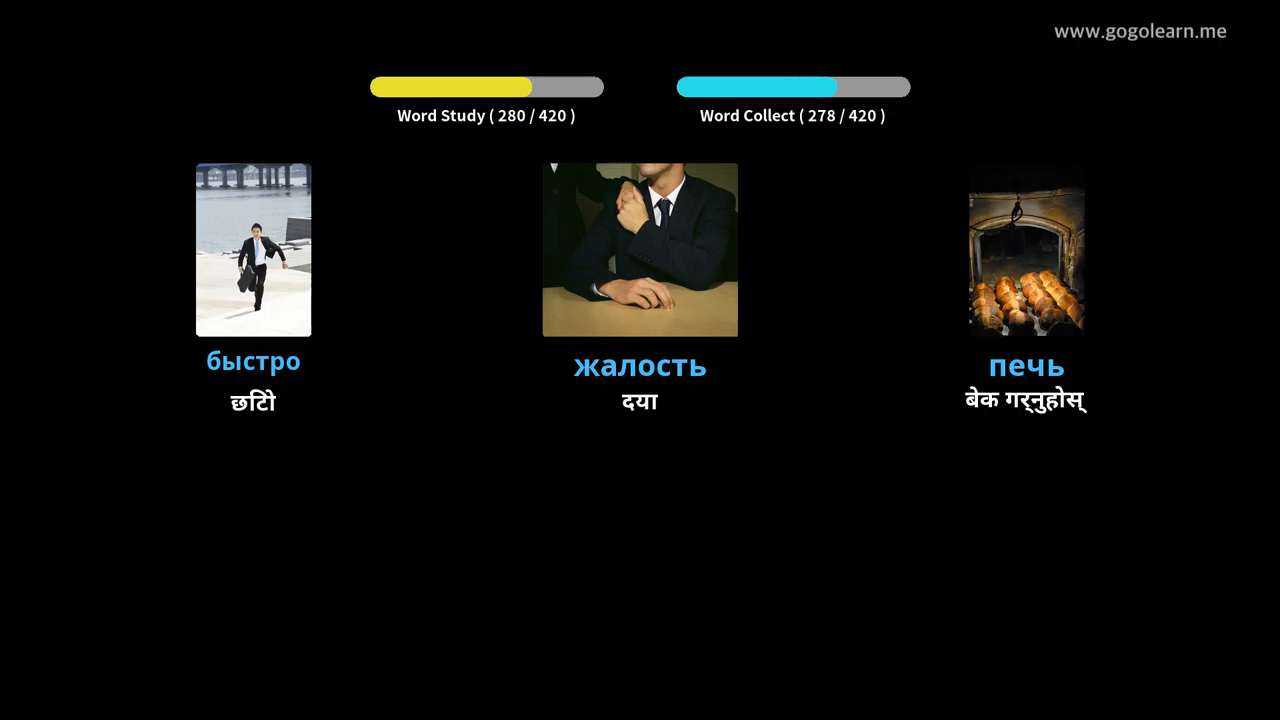 www.gogolearn.me
Word Study ( 280 / 420 )
Word Collect ( 278 / 420 )
быстро
жалость
печь
छिटो
दया
बेक गर्नुहोस्